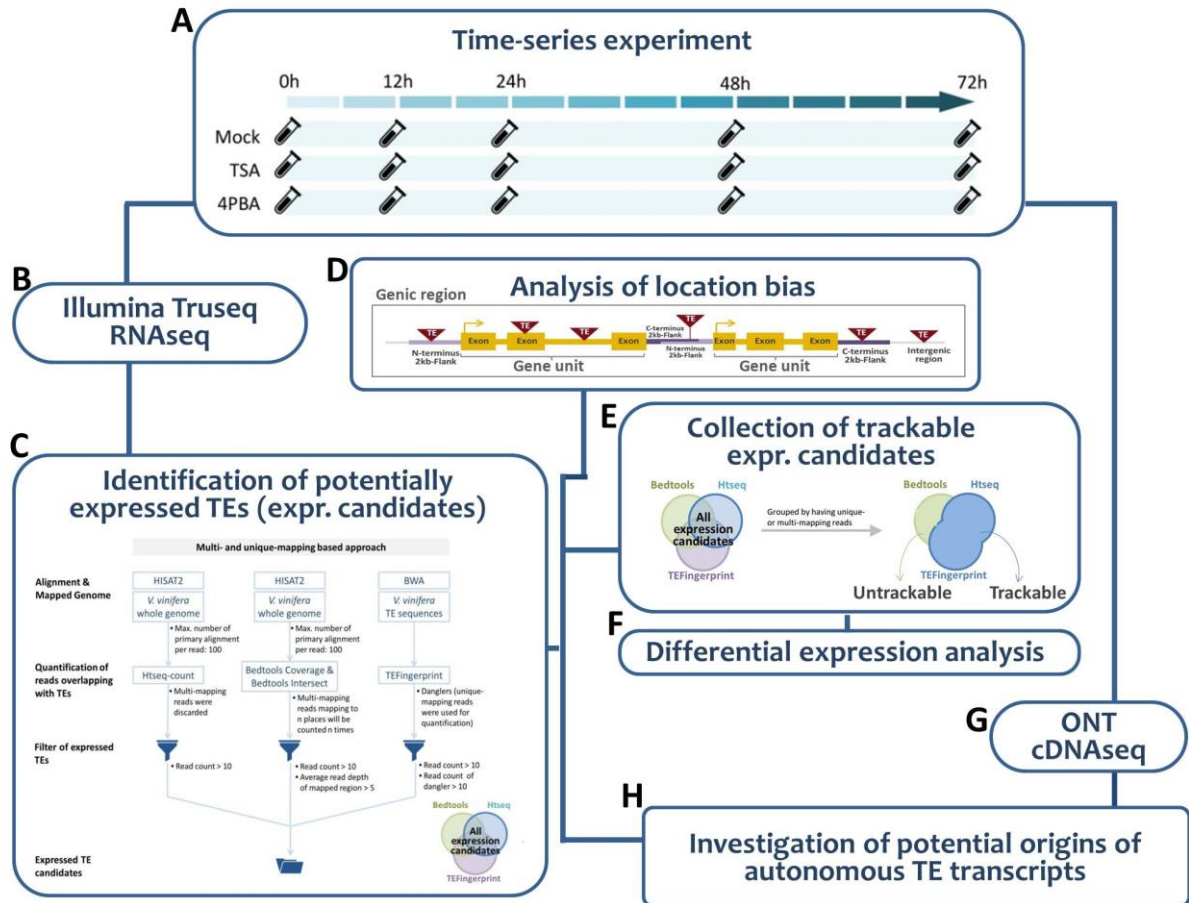 A
Time-series experiment
0h 12h 24h 48h 72h
Mock
TSA
4PBA
B
Illumina Truseq
RNAseq
D
Analysis of location bias
Genic region
TE TE TE TE TE TE
C-terminus
2kb-Flank
Exon Exon Exon Exon Exon Exon
N-terminus
2kb-Flank
Gene unit
N-terminus
2kb-Flank
Gene unit
C-terminus
2kb-Flank
Intergenic
region
C
Identification of potentially
expressed TEs (expr. candidates)
Multi- and unique-mapping based approach
Alignment &
Mapped Genome
HISAT2 HISAT2 BWA
V. vinifera
whole genome
V. vinifera
whole genome
V. vinifera
TE sequences
• Max. number of
primary alignment
per read: 100
• Max. number of
primary alignment
per read: 100
Quantification of
reads overlapping
with TEs
Htseq-count
Bedtools Coverage &
Bedtools Intersect
TEFingerprint
• Multi-mapping
reads were
discarded
• Multi-mapping
reads mapping to
n places will be
counted n times
• Danglers (unique-
mapping reads
were used for
quantification)
Filter of expressed
TEs
• Read count > 10
• Read count > 10
• Average read depth
of mapped region > 5
• Read count > 10
• Read count of
dangler > 10
Bedtools Htseq
All
expression
candidates
TEFingerprint
Expressed TE
candidates
E
Collection of trackable
expr. candidates
Bedtools Htseq
All
expression
candidates
TEFingerprint
Grouped by having unique-
or multi-mapping reads
Bedtools Htseq
TEFingerprint
Untrackable Trackable
F
Differential expression analysis
G
ONT
cDNAseq
H
Investigation of potential origins of
autonomous TE transcripts